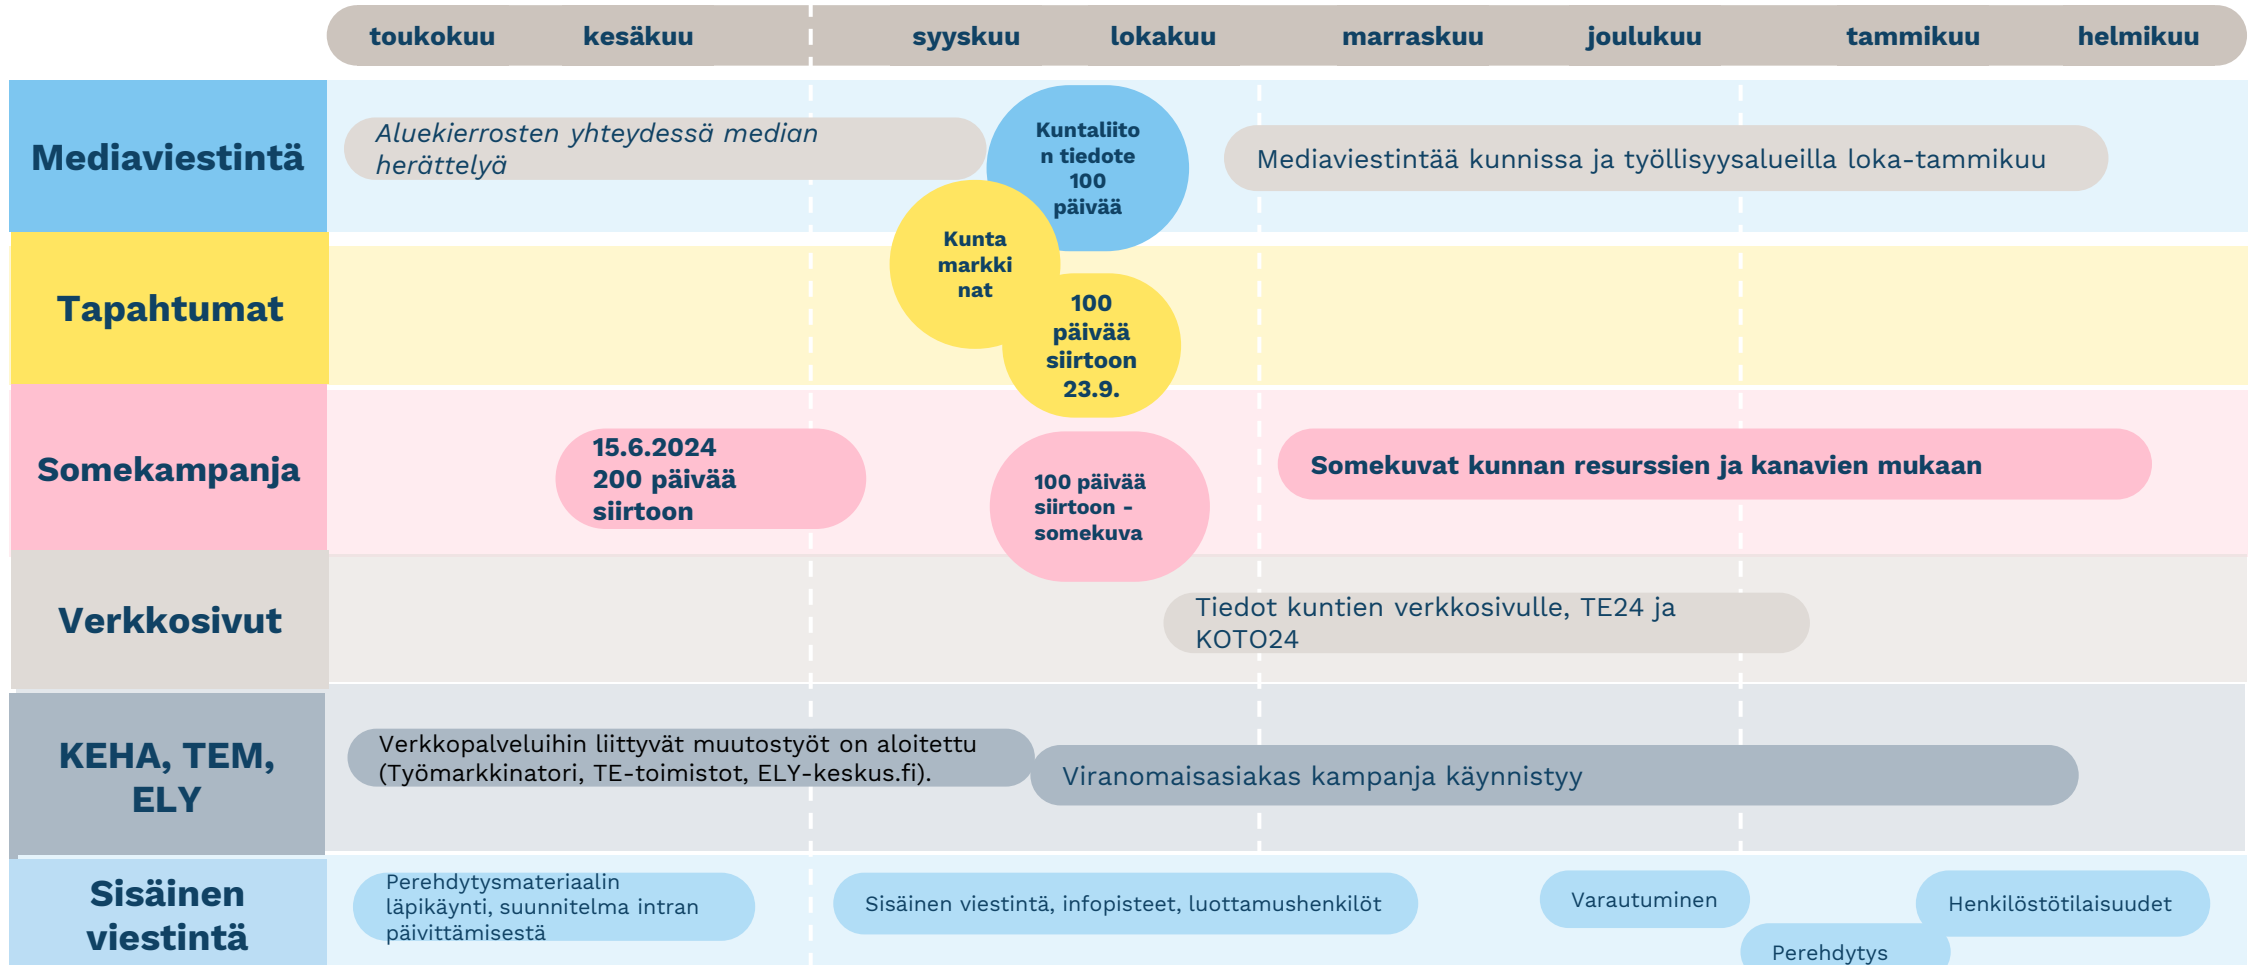 toukokuu kesäkuu syyskuu lokakuu marraskuu joulukuu tammikuu helmikuu
Mediaviestintä
Aluekierrosten yhteydessä median
herättelyä
Kuntaliito
n tiedote
100
päivää
Mediaviestintää kunnissa ja työllisyysalueilla loka-tammikuu
Tapahtumat
Kunta
markki
nat
100
päivää
siirtoon
23.9.
Somekampanja
15.6.2024
200 päivää
siirtoon
100 päivää
siirtoon -
somekuva
Somekuvat kunnan resurssien ja kanavien mukaan
Verkkosivut
Tiedot kuntien verkkosivulle, TE24 ja
KOTO24
KEHA, TEM,
ELY
Verkkopalveluihin liittyvät muutostyöt on aloitettu
(Työmarkkinatori, TE-toimistot, ELY-keskus.fi).
Viranomaisasiakas kampanja käynnistyy
Sisäinen
viestintä
Perehdytysmateriaalin
läpikäynti, suunnitelma intran
päivittämisestä
Sisäinen viestintä, infopisteet, luottamushenkilöt
Varautuminen
Henkilöstötilaisuudet
Perehdytys